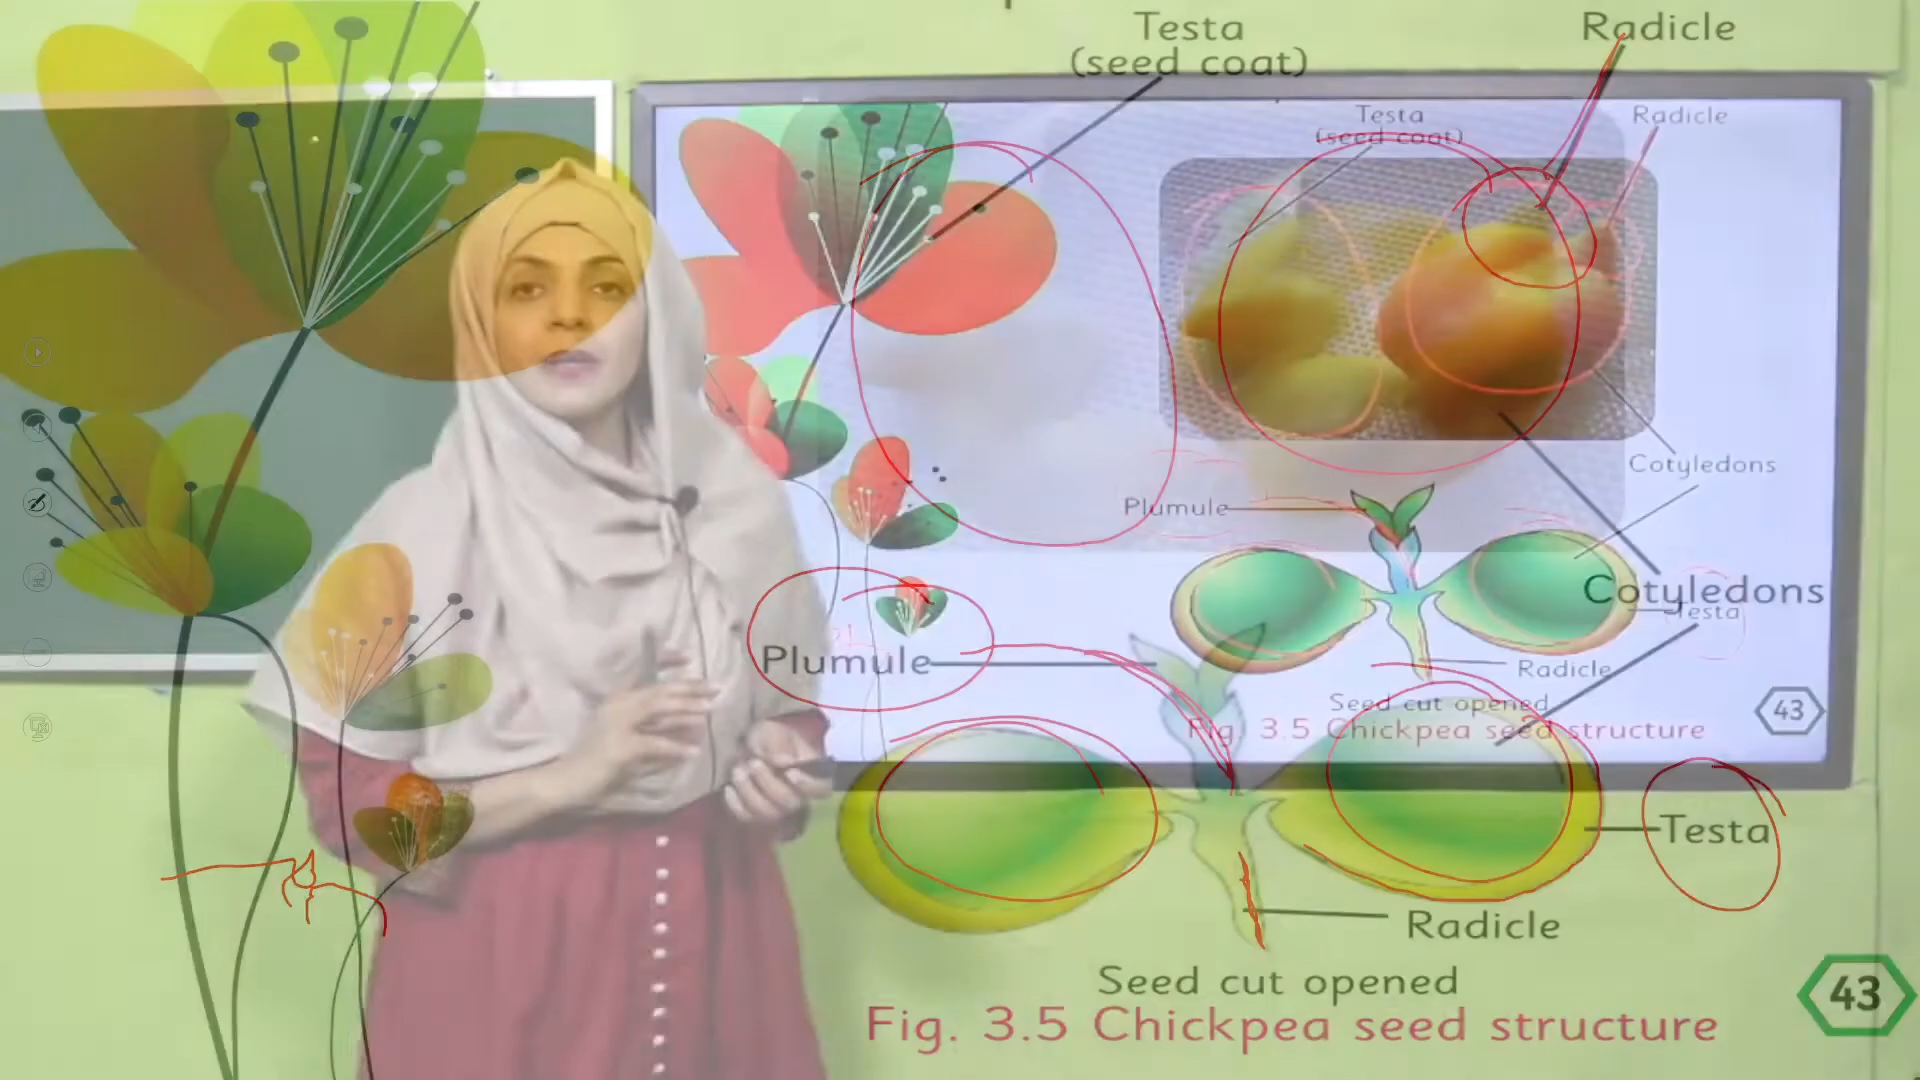 Testa
(seed coat)
Radicle
Testa
(seed coat)
Radicle
Cotyledons
Plumule
Cotyledons
Testa
Plumule
Radicle
Seed cut opened
Fig. 3.5 Chickpea seed structure
43
Testa
Radicle
Seed cut opened
Fig. 3.5 Chickpea seed structure
43